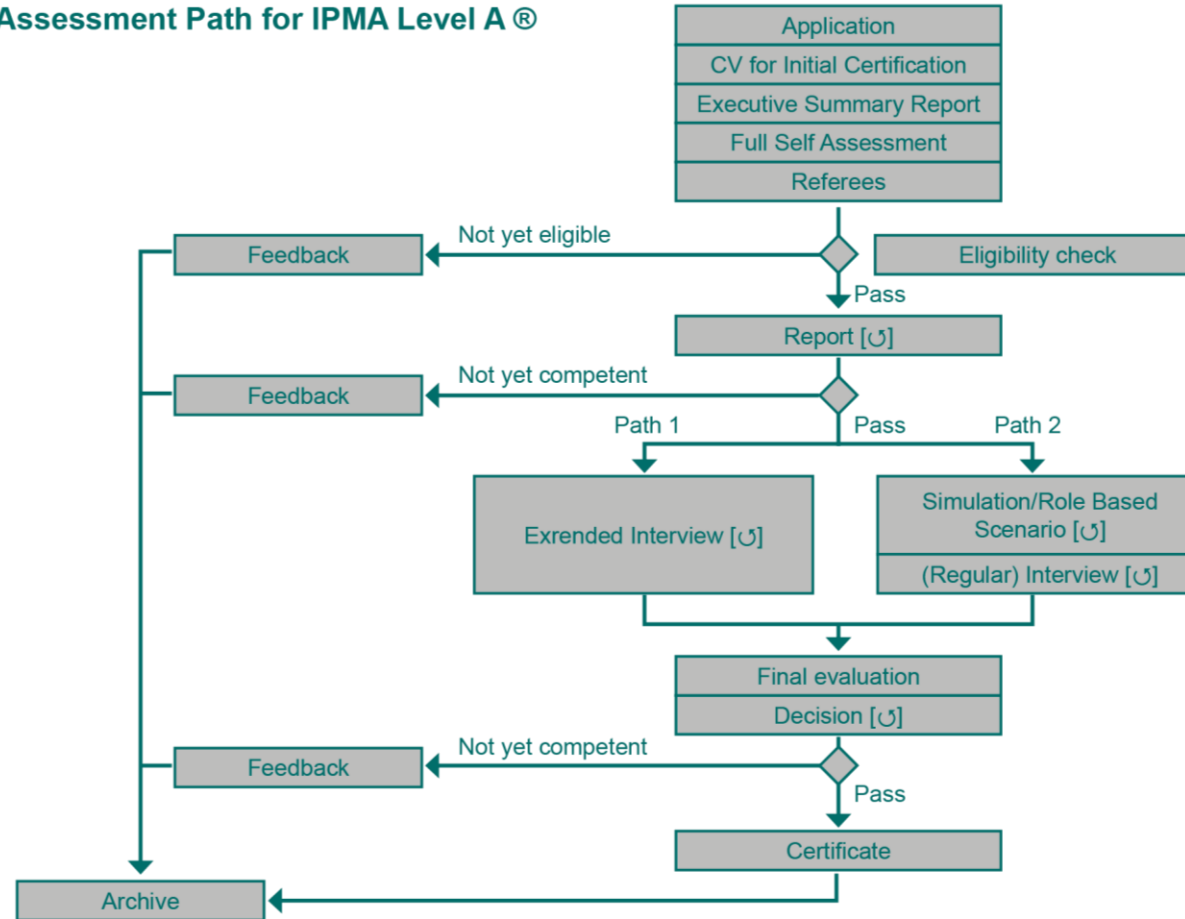 Assessment Path for IPMA Level A ®
Application
CV for Initial Certification
Executive Summary Report
Full Self Assessment
Referees
Not yet eligible
Feedback
Eligibility check
Pass
Report [↺]
Not yet competent
Feedback
Path 1
Pass
Path 2
Exrended Interview [↺]
Simulation/Role Based
Scenario [↺]
(Regular) Interview [↺]
Final evaluation
Decision [↺]
Not yet competent
Feedback
Pass
Certificate
Archive